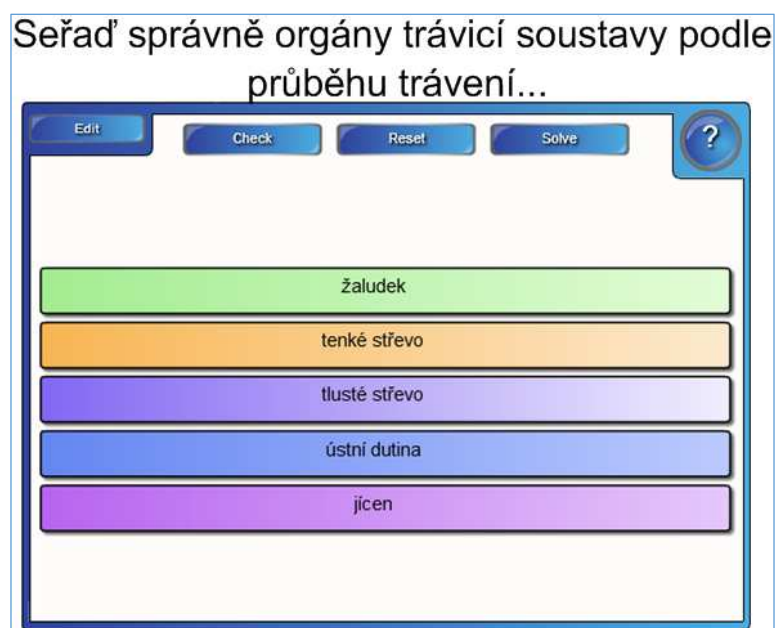 Seřaď správně orgány trávicí soustavy podle
průběhu trávení...
Edit
Check
Reset
Solve
?
žaludek
tenké střevo
tlusté střevo
ústní dutina
jícen